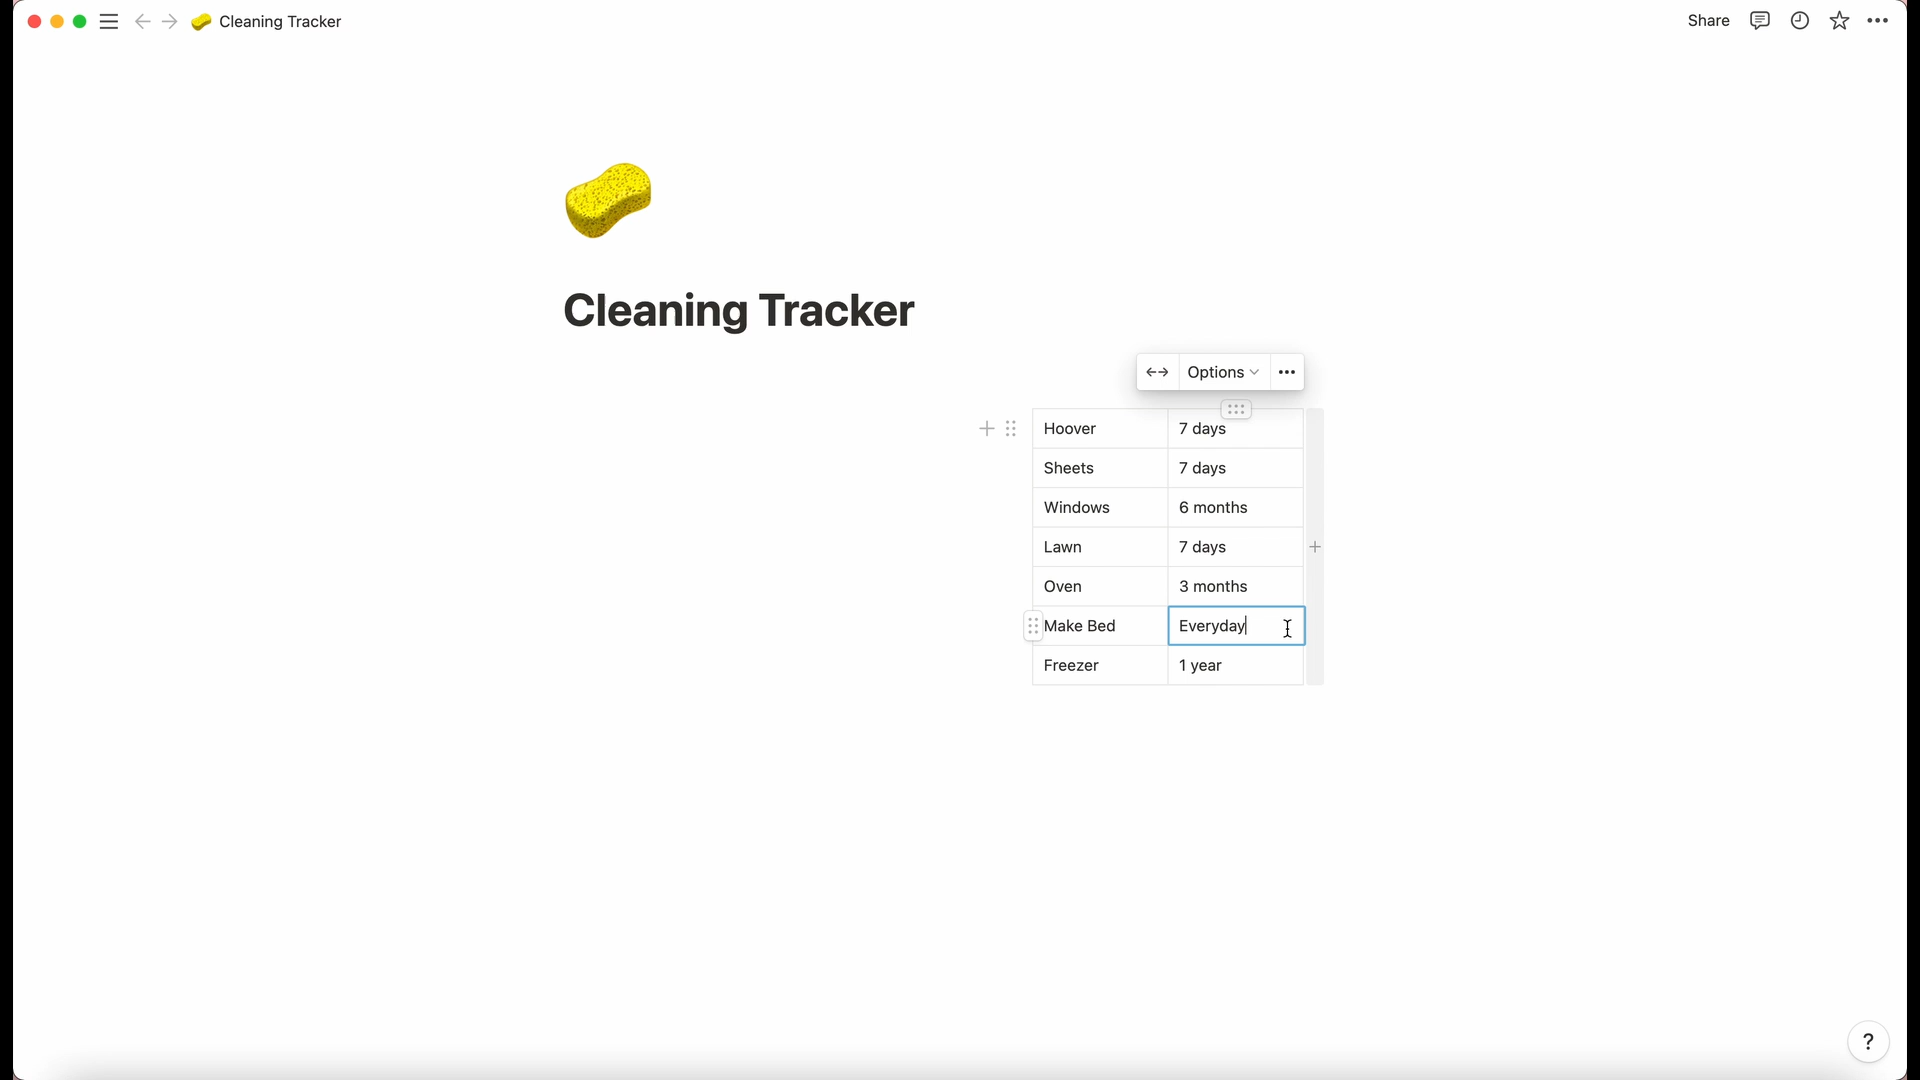 Cleaning Tracker
Share
Cleaning Tracker
Options
Hoover 7 days
Sheets 7 days
Windows 6 months
Lawn 7 days
Oven 3 months
Make Bed Everyday
Freezer 1 year
?